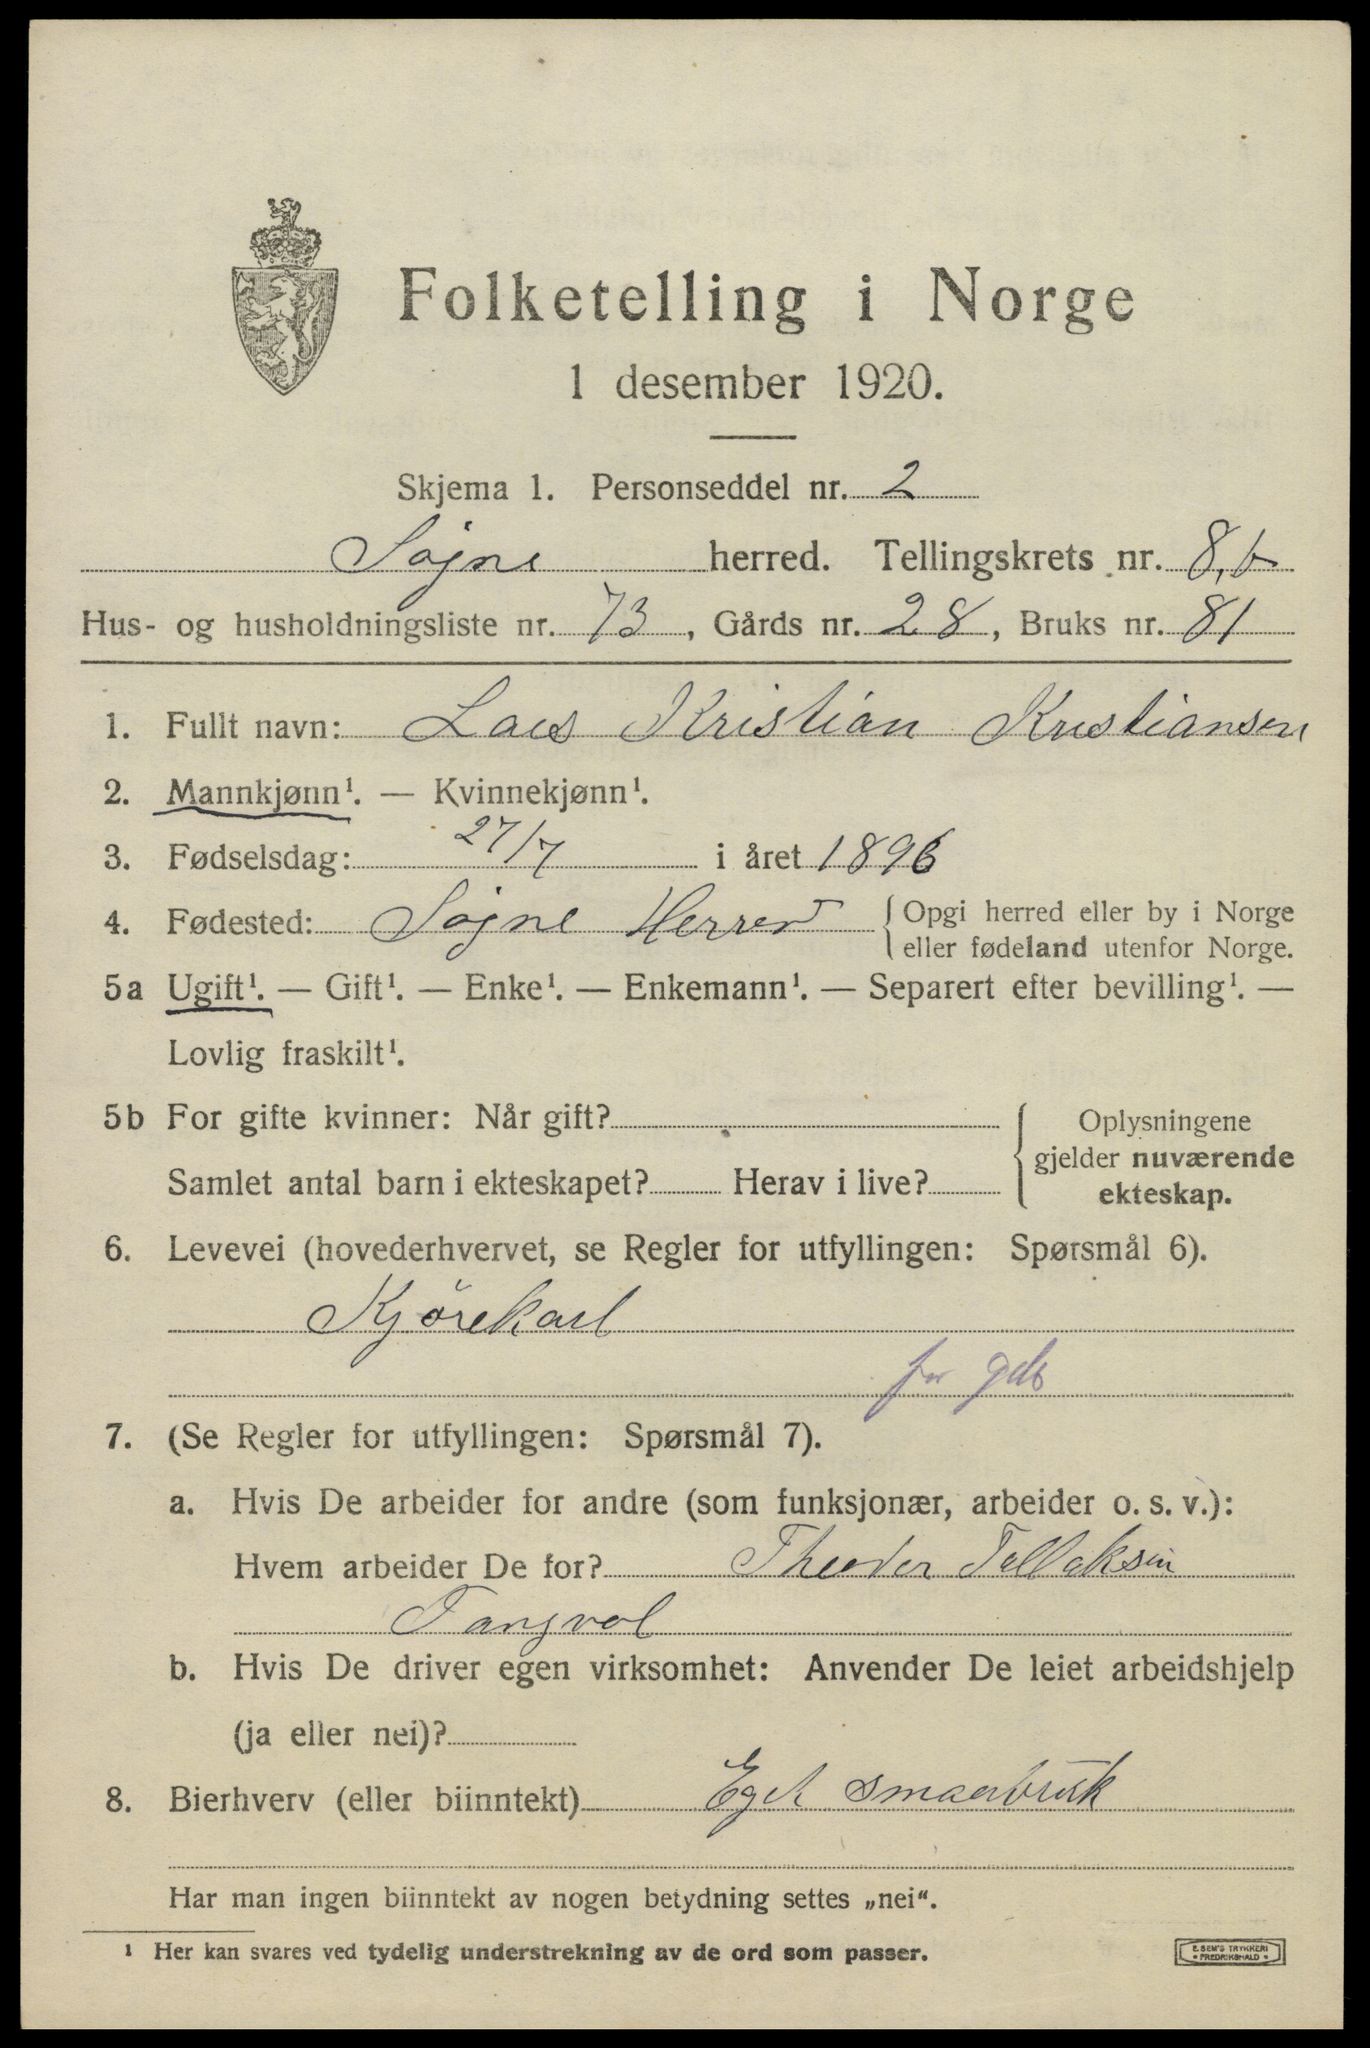 Folketelling i Norge
1 desember 1920.
Skjema 1. Personseddel nr. 2
Søgne herred. Tellingskrets nr. 8,b
Hus- og husholdningsliste nr. 73, Gårds nr. 28, Bruks nr. 81
1. Fullt navn: Lars Kristian Kristiansen
2. Mannkjønn¹. — Kvinnekjønn¹.
3. Fødselsdag: 27/7 i året 1896
4. Fødested: Søgne Herred { Opgi herred eller by i Norge
eller fødeland utenfor Norge.
5a Ugift¹. — Gift¹. — Enke¹. — Enkemann¹. — Separert efter bevilling¹. —
Lovlig fraskilt¹.
5b For gifte kvinner: Når gift?
Samlet antal barn i ekteskapet? Herav i live?
Oplysningene
gjelder nuværende
ekteskap.
6. Levevei (hovederhvervet, se Regler for utfyllingen: Spørsmål 6).
Kjørekarl
for gdb
7. (Se Regler for utfyllingen: Spørsmål 7).
a. Hvis De arbeider for andre (som funksjonær, arbeider o. s. v.):
Hvem arbeider De for? Theodor Tallaksen
Tangval
b. Hvis De driver egen virksomhet: Anvender De leiet arbeidshjelp
(ja eller nei)?
8. Bierhverv (eller biinntekt) Eget smaabruk
Har man ingen biinntekt av nogen betydning settes „nei“.
¹ Her kan svares ved tydelig understrekning av de ord som passer.
E. SEM'S TRYKKERI
FREDRIKSHALD